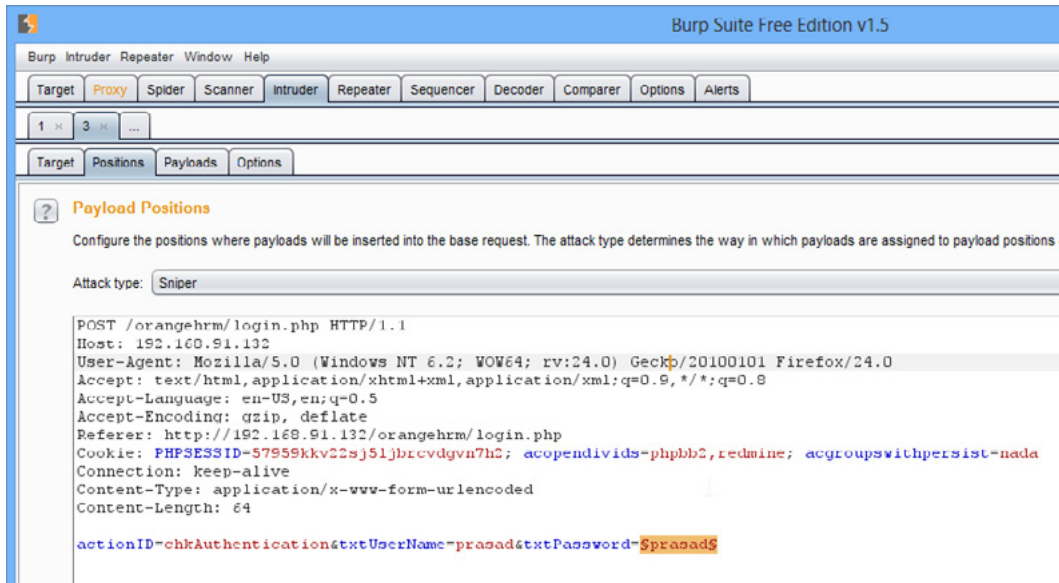 Burp Suite Free Edition v1.5
Burp Intruder Repeater Window Help
Target Proxy Spider Scanner Intruder Repeater Sequencer Decoder Comparer Options Alerts
1 × 3 × ...
Target Positions Payloads Options
? Payload Positions
Configure the positions where payloads will be inserted into the base request. The attack type determines the way in which payloads are assigned to payload positions
Attack type: Sniper
POST /orangehrm/login.php HTTP/1.1
Host: 192.168.91.132
User-Agent: Mozilla/5.0 (Windows NT 6.2; WOW64; rv:24.0) Gecko/20100101 Firefox/24.0
Accept: text/html,application/xhtml+xml,application/xml;q=0.9,*/*;q=0.8
Accept-Language: en-US,en;q=0.5
Accept-Encoding: gzip, deflate
Referer: http://192.168.91.132/orangehrm/login.php
Cookie: PHPSESSID=57959kkv22sj51jbrcvdgvn7h2; acopendivids=phpbb2,redmine; acgroupswithpersist=nada
Connection: keep-alive
Content-Type: application/x-www-form-urlencoded
Content-Length: 64
actionID=chkAuthentication&txtUserName=prasad&txtPassword=§prasad§